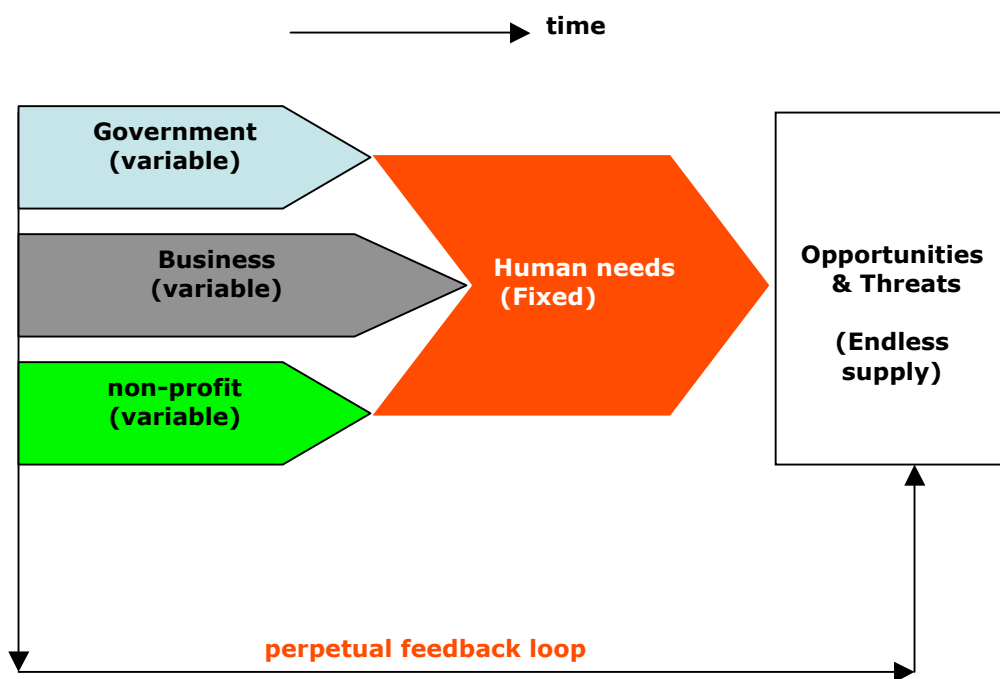 time
Government
(variable)
Business
(variable)
non-profit
(variable)
Human needs
(Fixed)
Opportunities
& Threats
(Endless
supply)
perpetual feedback loop